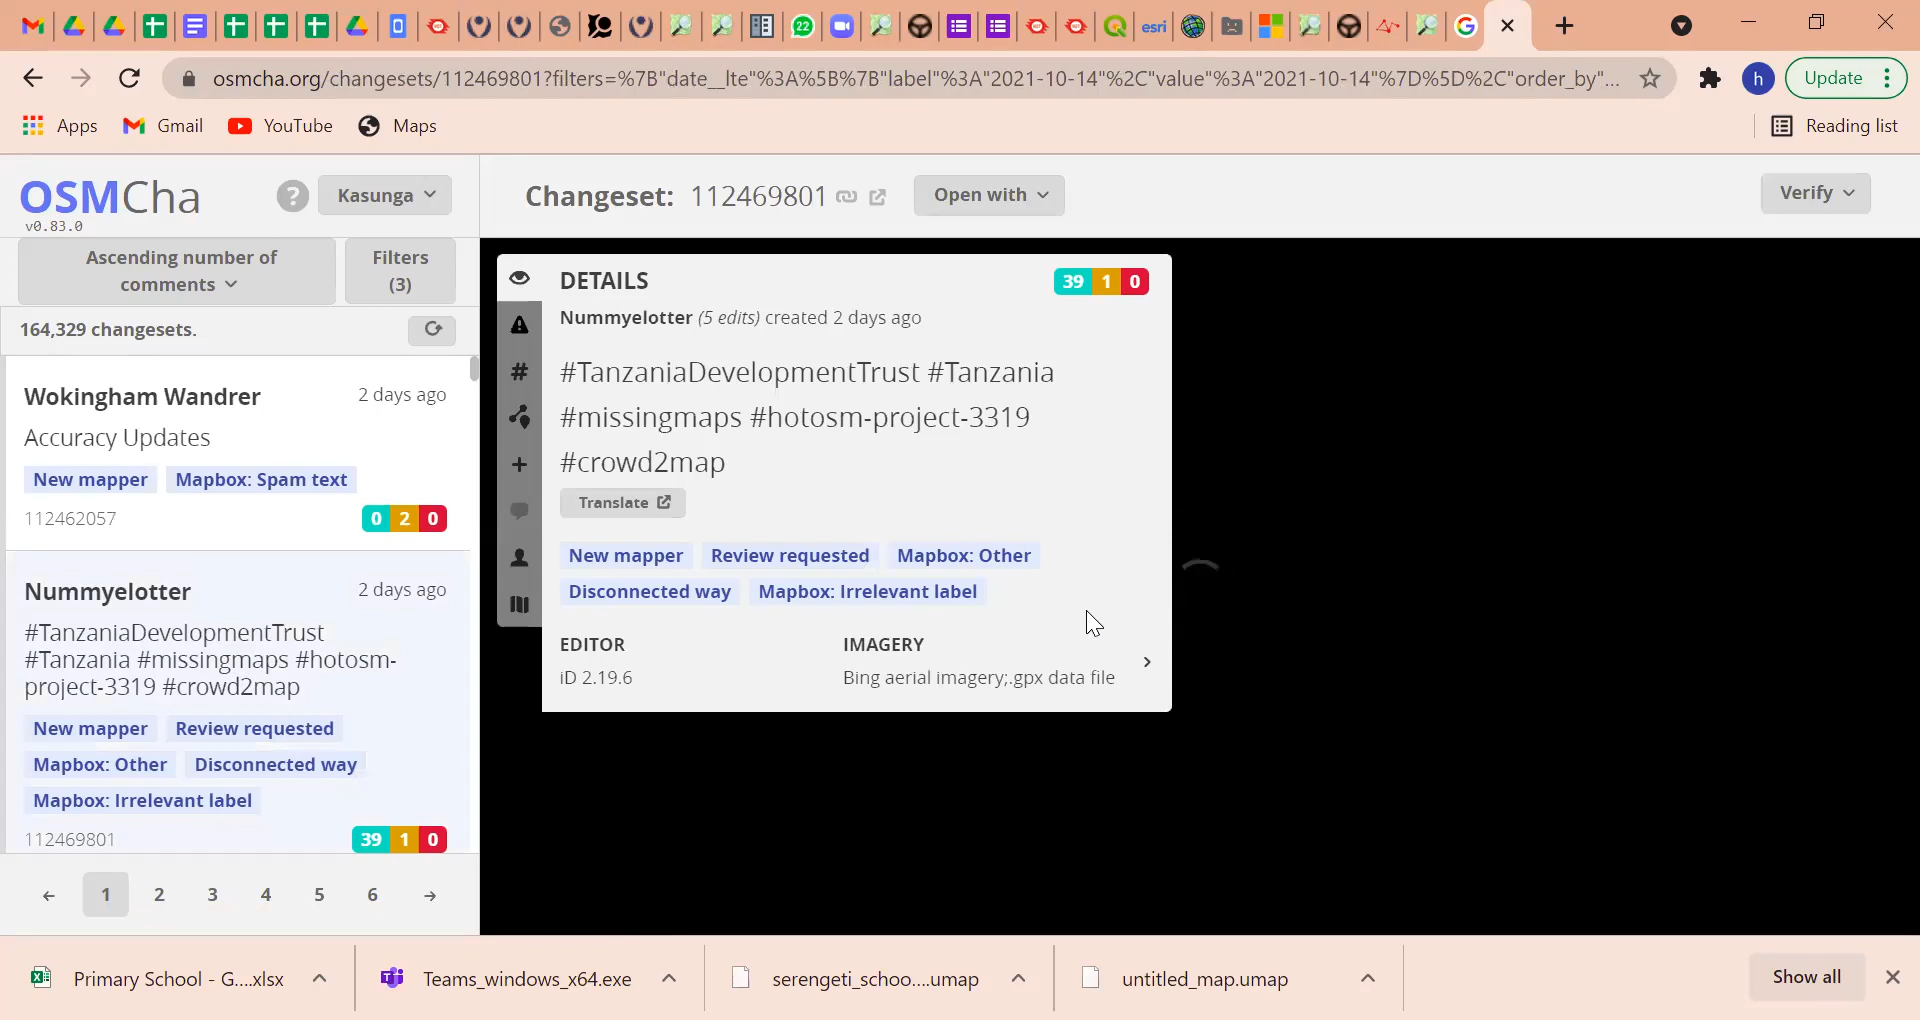 22
esri
osmcha.org/changesets/112469801?filters=%7B"date__lte"%3A%5B%7B"label"%3A"2021-10-14"%2C"value"%3A"2021-10-14"%7D%5D%2C"order_by"...
h
Update
Apps
Gmail
YouTube
Maps
Reading list
OSMCha
v0.83.0
?
Kasunga
Changeset: 112469801
Open with
Verify
Ascending number of
comments
Filters
(3)
164,329 changesets.
Wokingham Wandrer
2 days ago
Accuracy Updates
New mapper
Mapbox: Spam text
112462057
0 2 0
Nummyelotter
2 days ago
#TanzaniaDevelopmentTrust
#Tanzania #missingmaps #hotosm-
project-3319 #crowd2map
New mapper
Review requested
Mapbox: Other
Disconnected way
Mapbox: Irrelevant label
112469801
39 1 0
1 2 3 4 5 6
DETAILS
39 1 0
Nummyelotter (5 edits) created 2 days ago
#TanzaniaDevelopmentTrust #Tanzania
#missingmaps #hotosm-project-3319
#crowd2map
Translate
New mapper
Review requested
Mapbox: Other
Disconnected way
Mapbox: Irrelevant label
EDITOR
iD 2.19.6
IMAGERY
Bing aerial imagery;.gpx data file
Primary School - G....xlsx
Teams_windows_x64.exe
serengeti_schoo....umap
untitled_map.umap
Show all